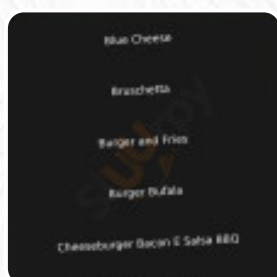 Blue Cheese
Bruschetta
Burger and Fries
Burger Bufala
Cheeseburger Bacon E Salsa BBQ